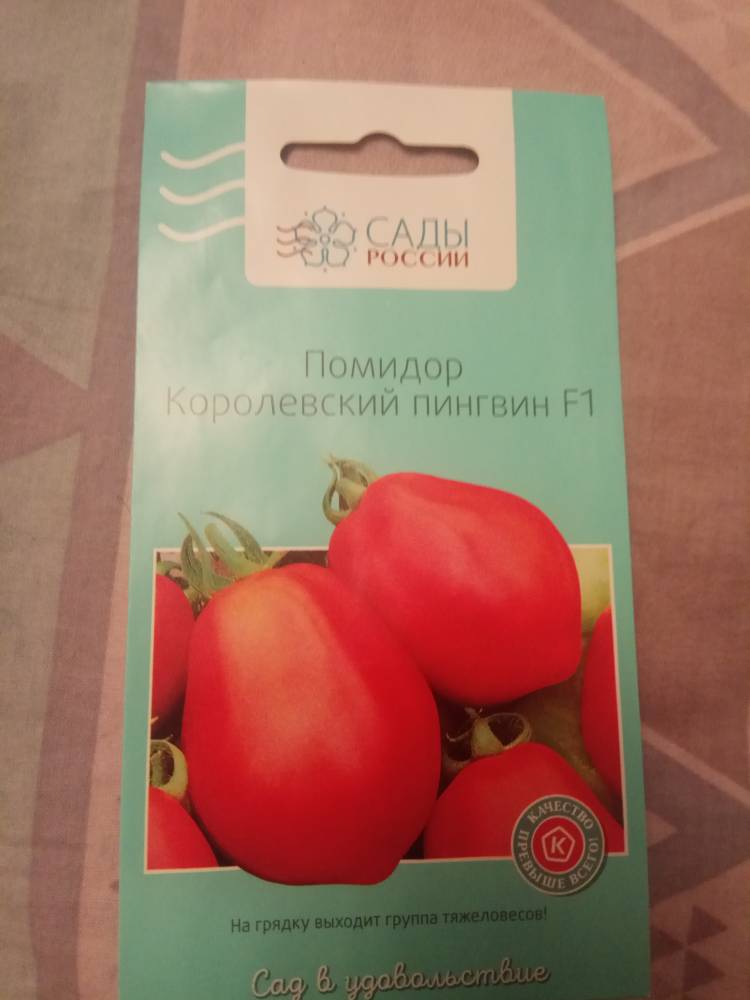 САДЫ
РОССИИ
Помидор
Королевский пингвин F1
КАЧЕСТВО
К
ПРЕВЫШЕ ВСЕГО!
На грядку выходит группа тяжеловесов!
Сад в удовольствие